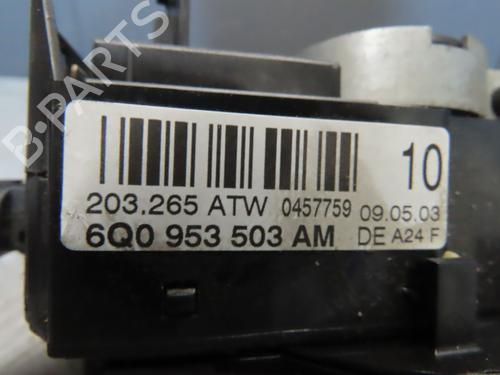 10
203.265 ATW 0457759 09.05.03
6Q0 953 503 AM DE A24 F
B-PARTS